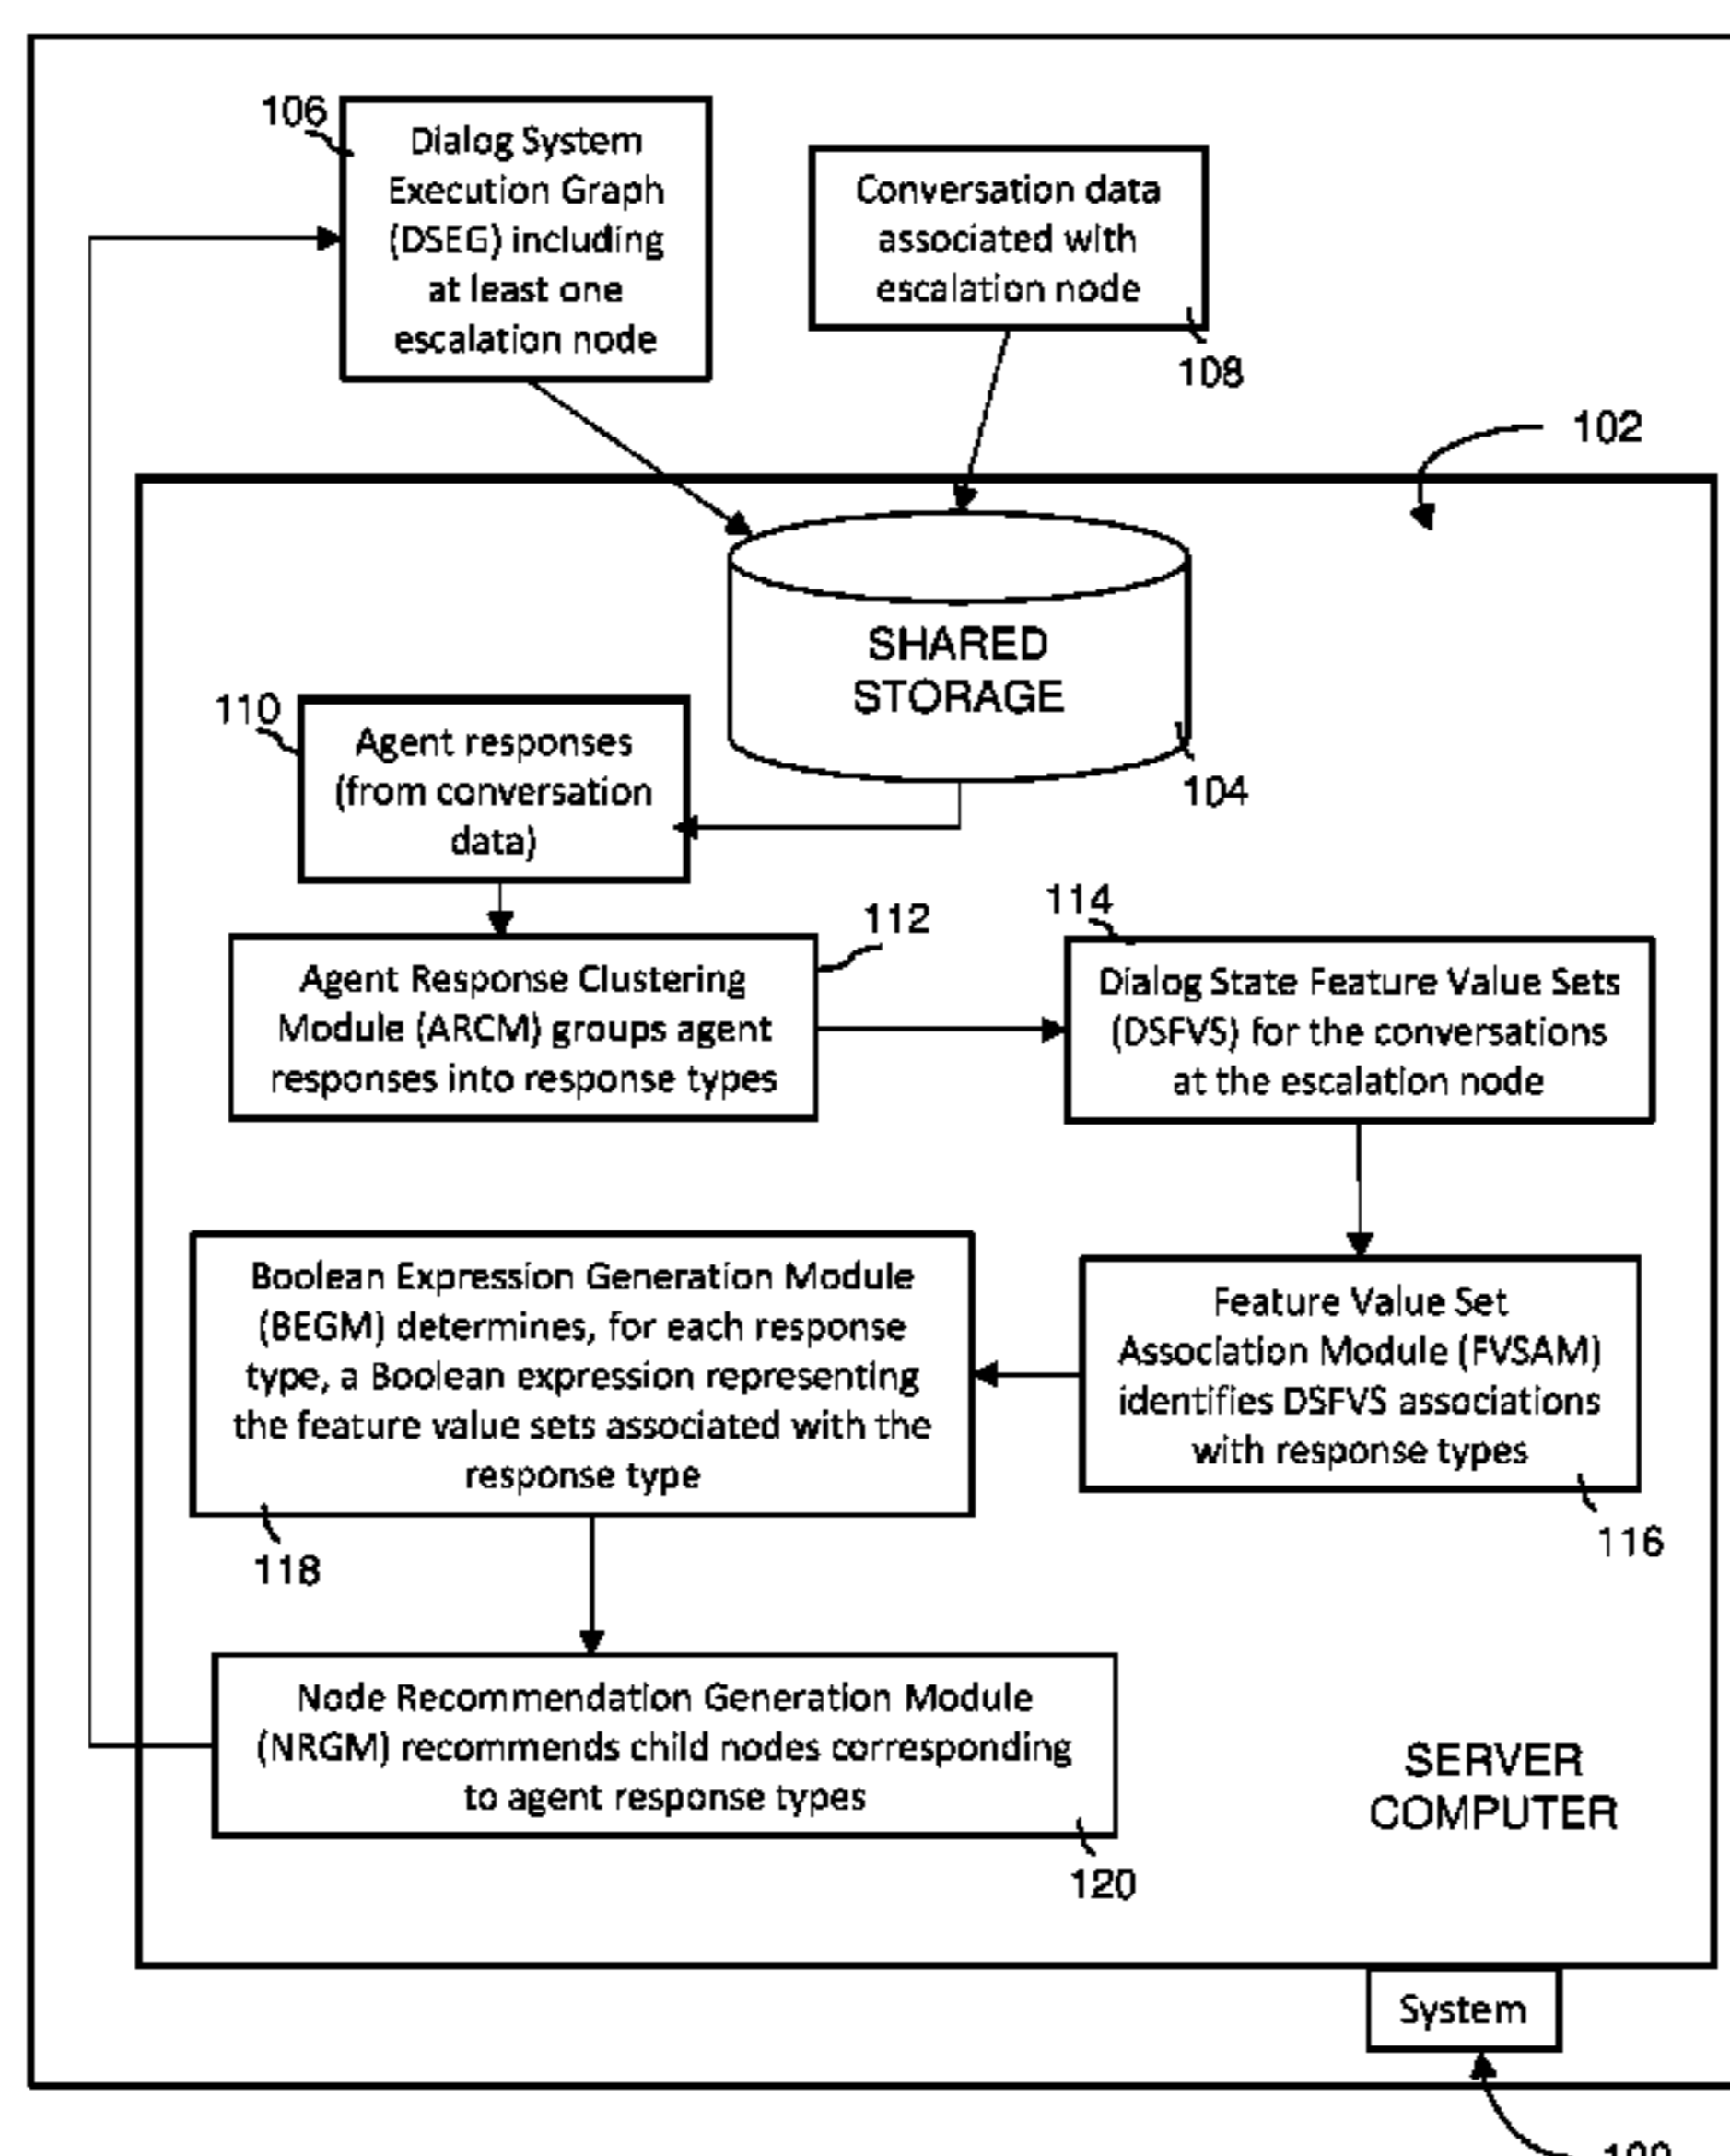 106
Dialog System
Execution Graph
(DSEG) including
at least one
escalation node
Conversation data
associated with
escalation node
108
102
SHARED
STORAGE
104
110
Agent responses
(from conversation
data)
112
Agent Response Clustering
Module (ARCM) groups agent
responses into response types
114
Dialog State Feature Value Sets
(DSFVS) for the conversations
at the escalation node
Boolean Expression Generation Module
(BEGM) determines, for each response
type, a Boolean expression representing
the feature value sets associated with the
response type
118
Feature Value Set
Association Module (FVSAM)
identifies DSFVS associations
with response types
116
Node Recommendation Generation Module
(NRGM) recommends child nodes corresponding
to agent response types
120
SERVER
COMPUTER
System